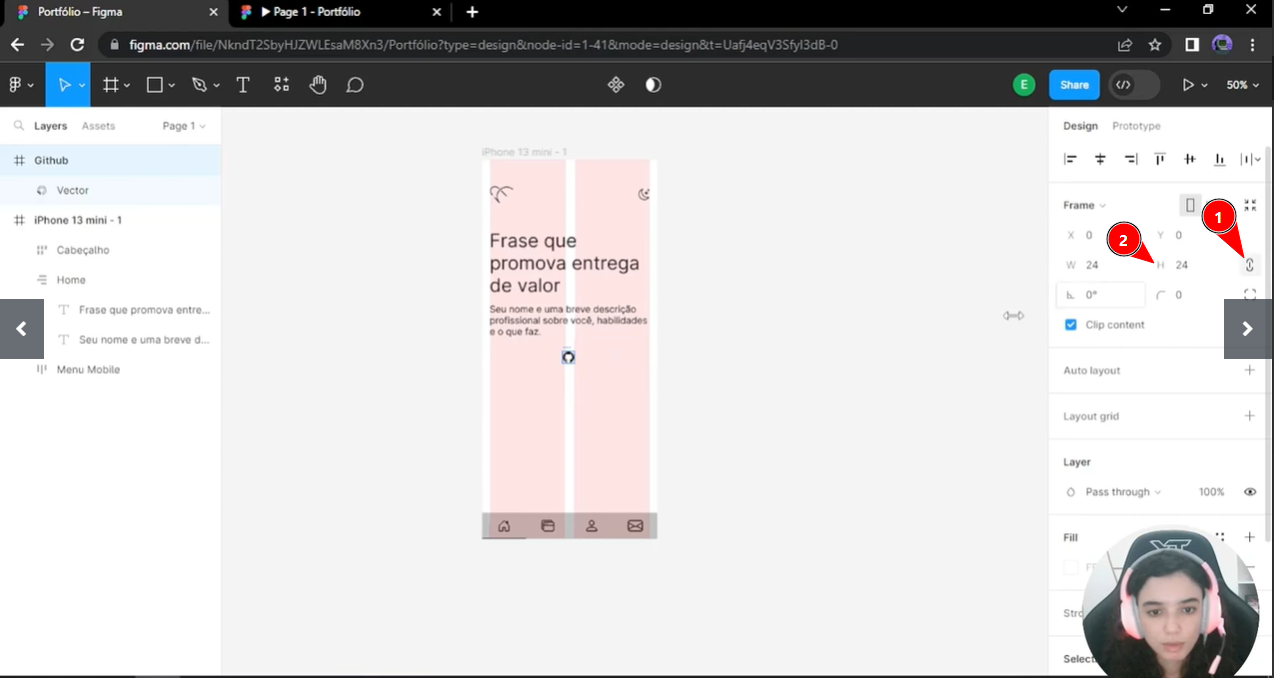 Portfólio – Figma
▶ Page 1 - Portfólio
figma.com/file/NkndT2SbyHJZWLEsaM8Xn3/Portfólio?type=design&node-id=1-41&mode=design&t=Uafj4eqV3SfyI3dB-0
E
Share
50%
Layers
Assets
Page 1
Github
Vector
iPhone 13 mini - 1
Cabeçalho
Home
Frase que promova entre...
Seu nome e uma breve d...
Menu Mobile
iPhone 13 mini - 1
Frase que
promova entrega
de valor
Seu nome e uma breve descrição
profissional sobre você, habilidades
e o que faz.
Design
Prototype
Frame
1
2
X 0
Y 0
W 24
H 24
0°
0
Clip content
Auto layout
Layout grid
Layer
Pass through
100%
Fill
Stro
Select